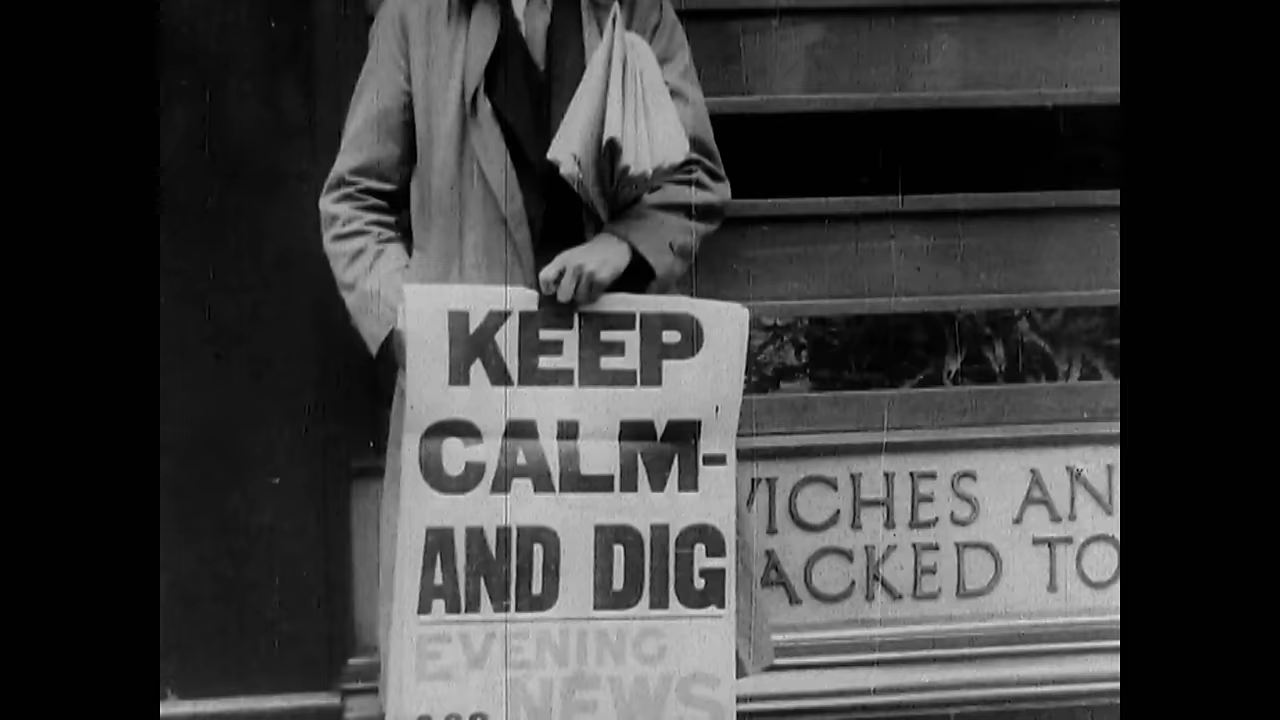 KEEP
CALM-
AND DIG
EVENING
NEWS
ICHES AN
ACKED TO